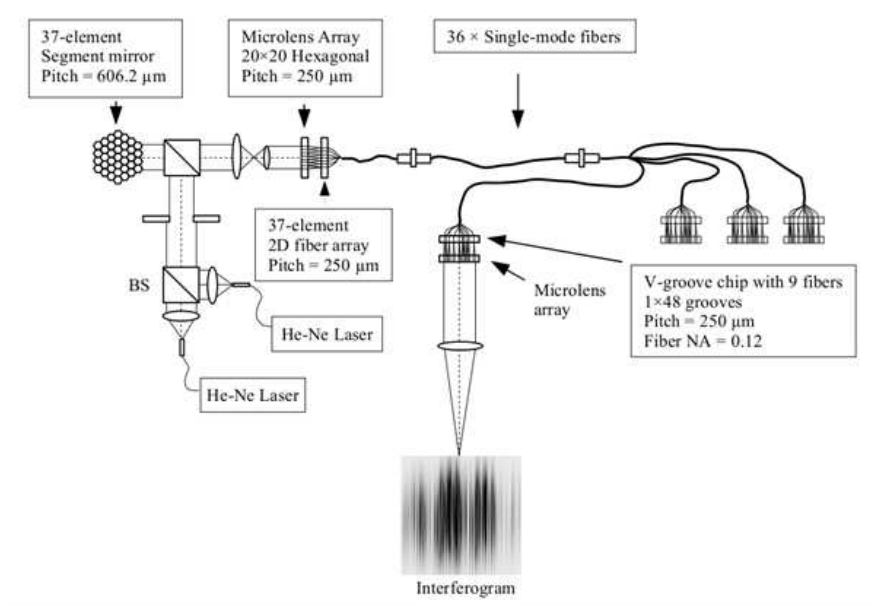 37-element
Segment mirror
Pitch = 606.2 µm
Microlens Array
20×20 Hexagonal
Pitch = 250 µm
36 × Single-mode fibers
37-element
2D fiber array
Pitch = 250 µm
BS
He-Ne Laser
He-Ne Laser
Microlens
array
V-groove chip with 9 fibers
1×48 grooves
Pitch = 250 µm
Fiber NA = 0.12
Interferogram